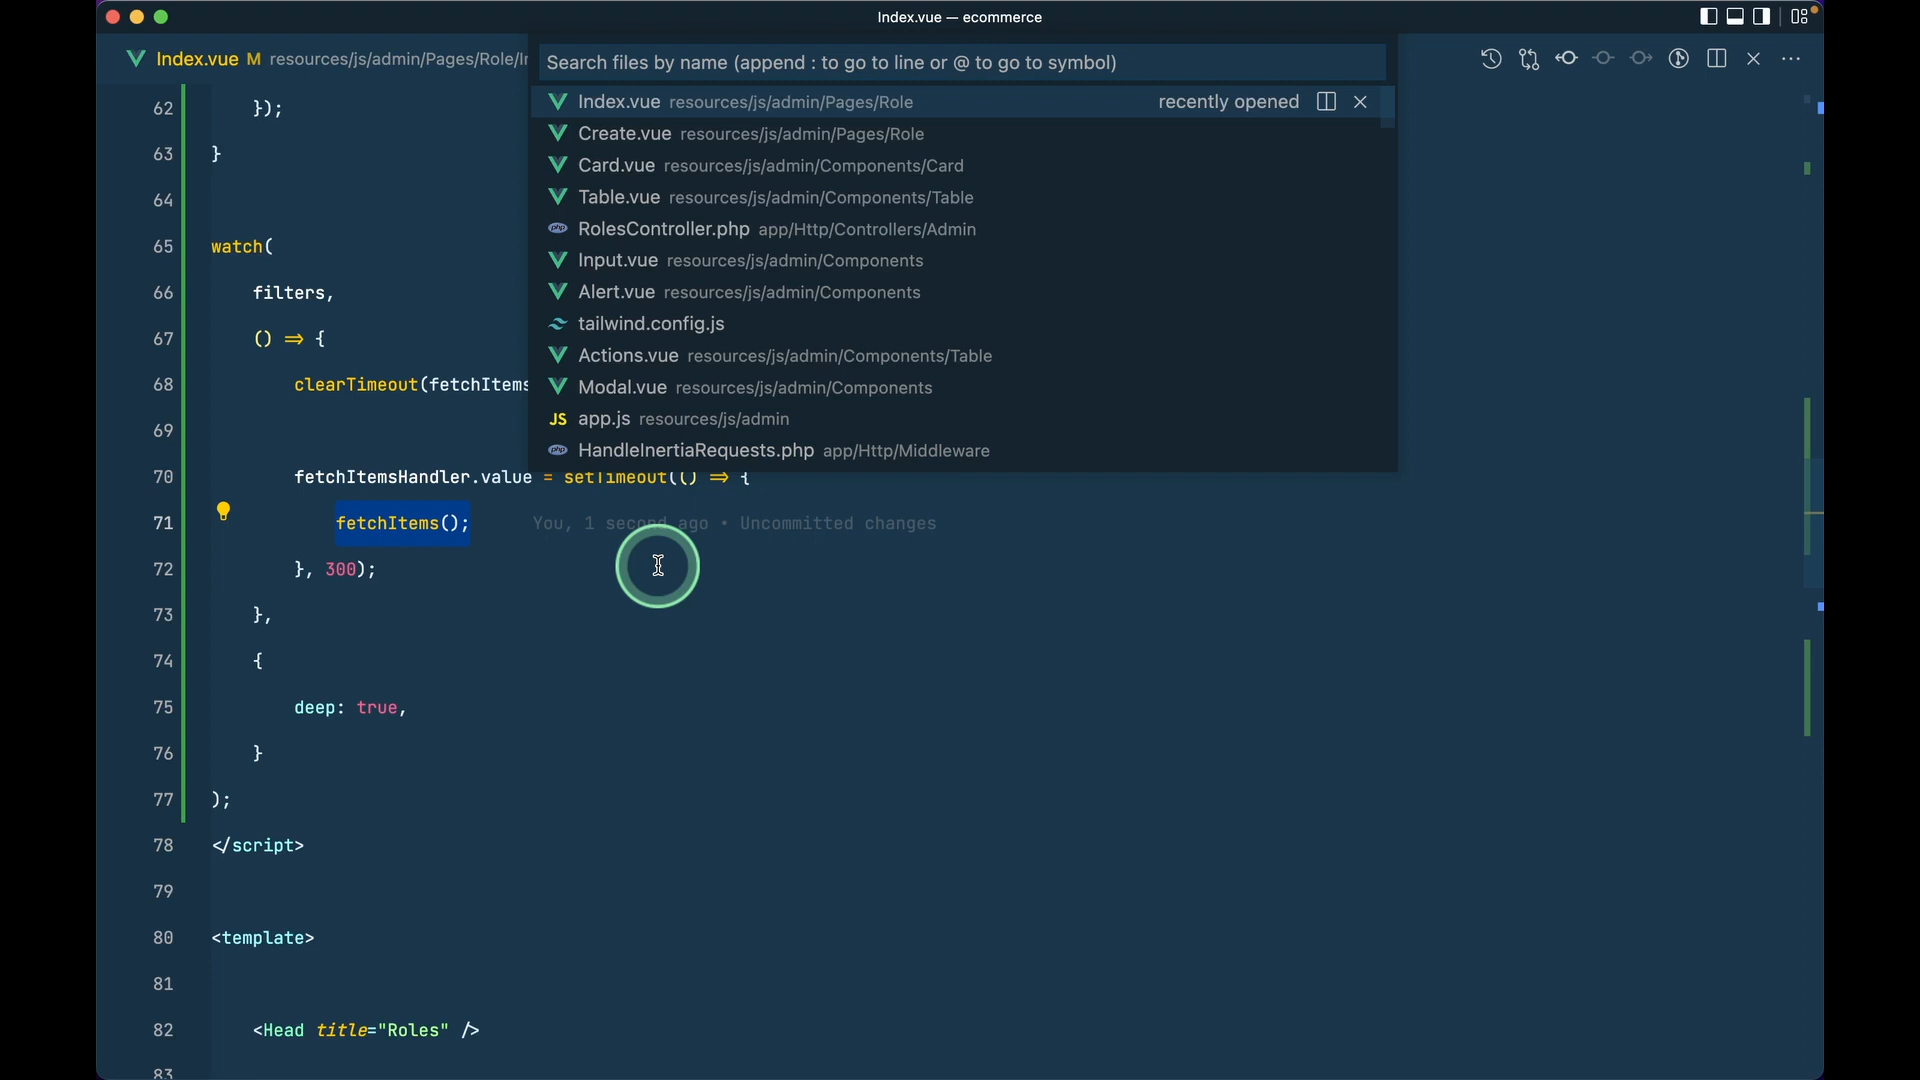 Index.vue — ecommerce
Index.vue M resources/js/admin/Pages/Role/
Search files by name (append : to go to line or @ to go to symbol)
Index.vue resources/js/admin/Pages/Role recently opened
Create.vue resources/js/admin/Pages/Role
Card.vue resources/js/admin/Components/Card
Table.vue resources/js/admin/Components/Table
RolesController.php app/Http/Controllers/Admin
Input.vue resources/js/admin/Components
Alert.vue resources/js/admin/Components
tailwind.config.js
Actions.vue resources/js/admin/Components/Table
Modal.vue resources/js/admin/Components
JS app.js resources/js/admin
HandleInertiaRequests.php app/Http/Middleware
62 });
63 }
64
65 watch(
66 filters,
67 () => {
68 clearTimeout(fetchItems
69
70 fetchItemsHandler.value = setTimeout(() => {
71 fetchItems(); You, 1 second ago • Uncommitted changes
72 }, 300);
73 },
74 {
75 deep: true,
76 }
77 );
78 </script>
79
80 <template>
81
82 <Head title="Roles" />
83